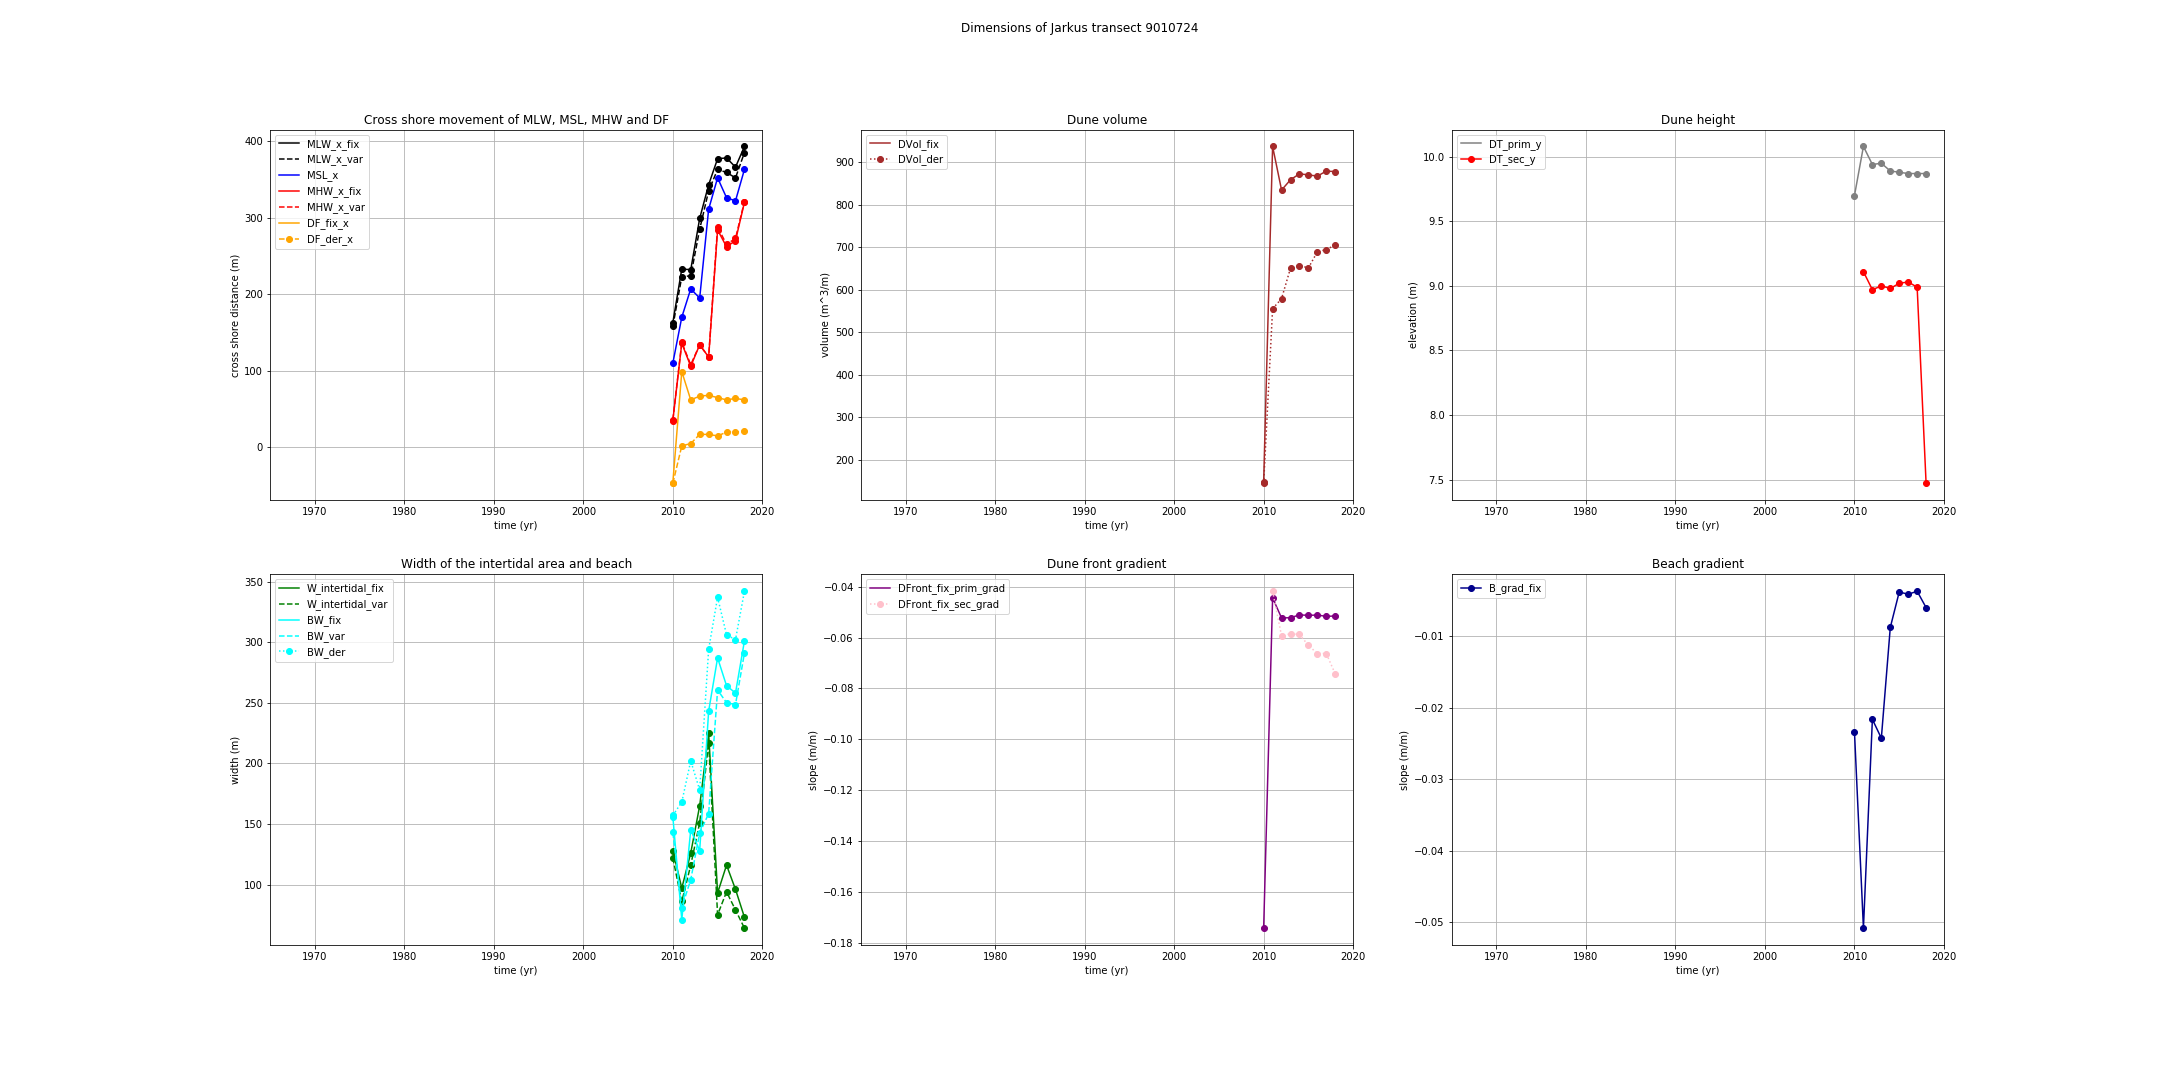 Dimensions of Jarkus transect 9010724
Cross shore movement of MLW, MSL, MHW and DF
400
300
200
100
0
cross shore distance (m)
MLW_x_fix
MLW_x_var
MSL_x
MHW_x_fix
MHW_x_var
DF_fix_x
DF_der_x
1970 1980 1990 2000 2010 2020
time (yr)
Dune volume
900
800
700
600
500
400
300
200
volume (m^3/m)
DVol_fix
DVol_der
1970 1980 1990 2000 2010 2020
time (yr)
Dune height
10.0
9.5
9.0
8.5
8.0
7.5
elevation (m)
DT_prim_y
DT_sec_y
1970 1980 1990 2000 2010 2020
time (yr)
Width of the intertidal area and beach
350
300
250
200
150
100
width (m)
W_intertidal_fix
W_intertidal_var
BW_fix
BW_var
BW_der
1970 1980 1990 2000 2010 2020
time (yr)
Dune front gradient
−0.04
−0.06
−0.08
−0.10
−0.12
−0.14
−0.16
−0.18
slope (m/m)
DFront_fix_prim_grad
DFront_fix_sec_grad
1970 1980 1990 2000 2010 2020
time (yr)
Beach gradient
−0.01
−0.02
−0.03
−0.04
−0.05
slope (m/m)
B_grad_fix
1970 1980 1990 2000 2010 2020
time (yr)